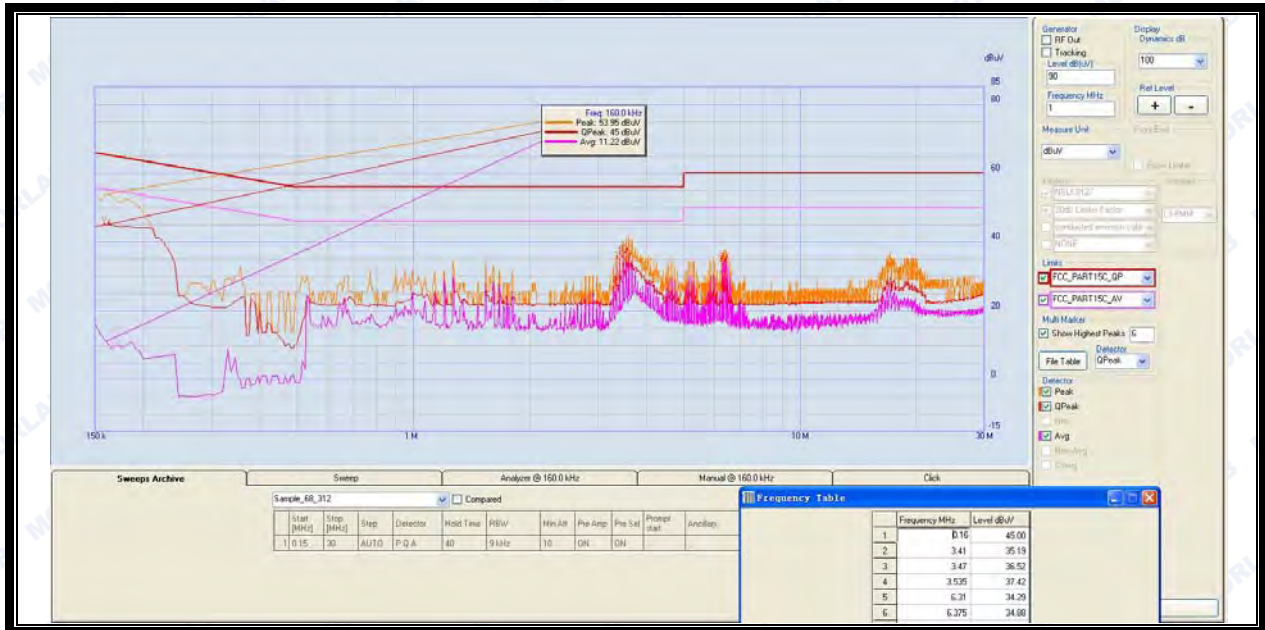 Generator
RF Out
Tracking
Level dB(uV)
90
Frequency MHz
1
Display
Dynamics dB
100
Ref Level
+ -
Measure Unit
dBuV
20dB Limiter Factor
NONE
Limits
FCC_PART15C_QP
FCC_PART15C_AV
Multi Marker
Show Highest Peaks 6
File Table
Detector
QPeak
Detector
Peak
QPeak
Avg
dBuV
85
80
60
40
20
0
-15
Freq: 160.0 kHz
Peak: 53.95 dBuV
QPeak: 45 dBuV
Avg: 11.22 dBuV
150 k 1 M 10 M 30 M
Sweeps Archive Sweep Analyzer @ 160.0 kHz Manual @ 160.0 kHz Click
Sample_68_312 Compared
Start [MHz] Stop [MHz] Step Detector Hold Time RBW Min Att Pre Amp Pre Sel Prompt start Ancillary
1 0.15 30 AUTO P Q A 40 9 kHz 10 ON ON
Frequency Table
Frequency MHz Level dBuV
1 0.16 45.00
2 3.41 35.19
3 3.47 36.52
4 3.535 37.42
5 6.31 34.29
6 6.375 34.88